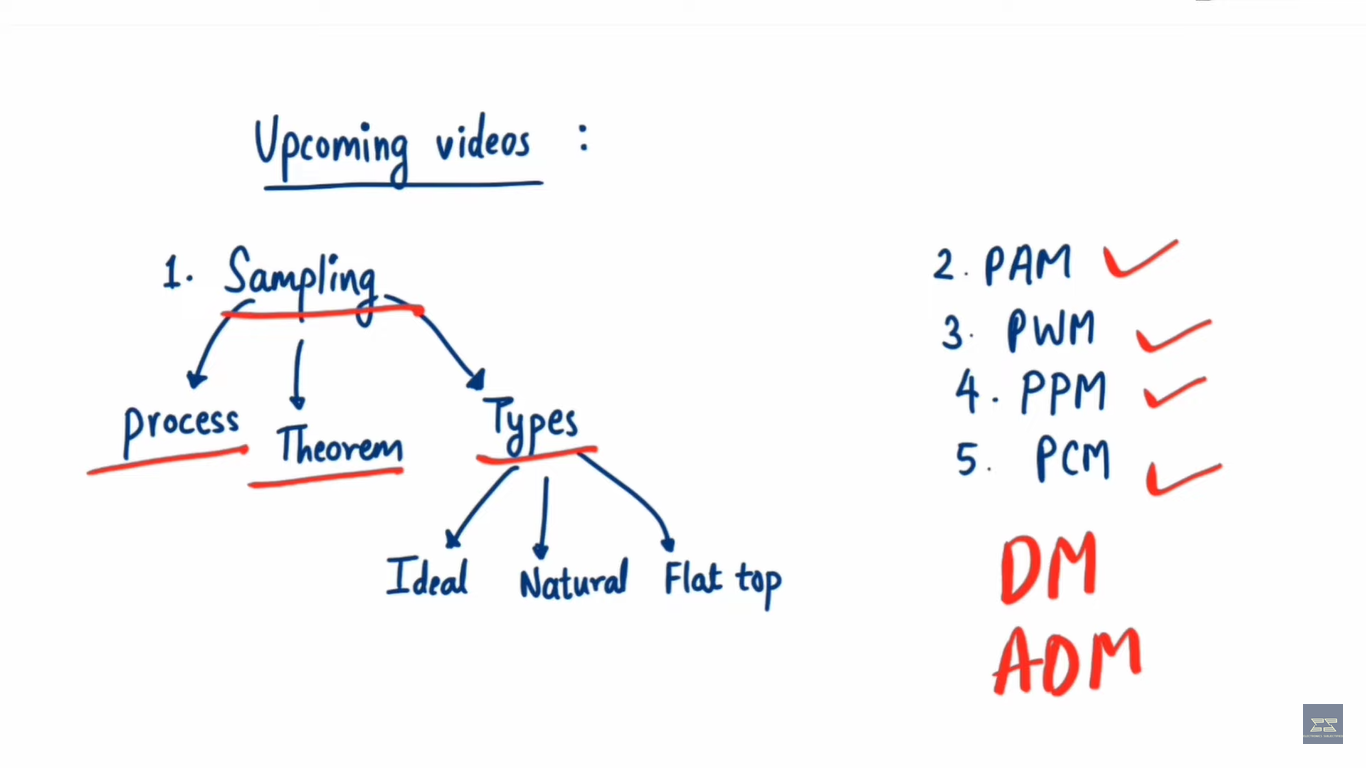 Upcoming videos :
1. Sampling
Process
Theorem
Types
Ideal
Natural
Flat top
2. PAM
3. PWM
4. PPM
5. PCM
DM
ADM